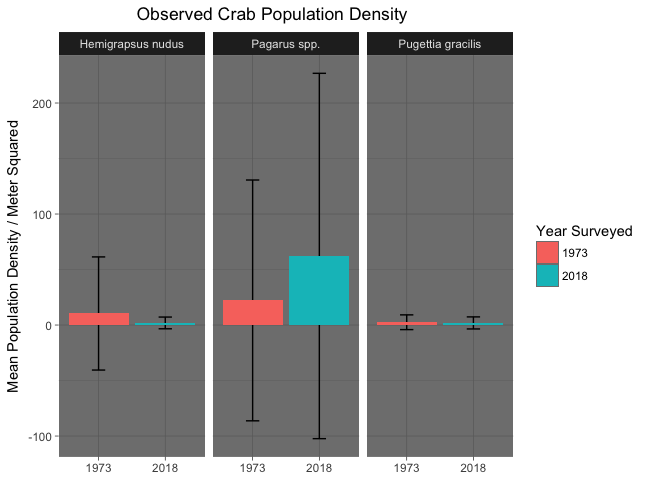 Observed Crab Population Density
Hemigrapsus nudus
Pagarus spp.
Pugettia gracilis
Mean Population Density / Meter Squared
200
100
0
-100
1973
2018
1973
2018
1973
2018
Year Surveyed
1973
2018